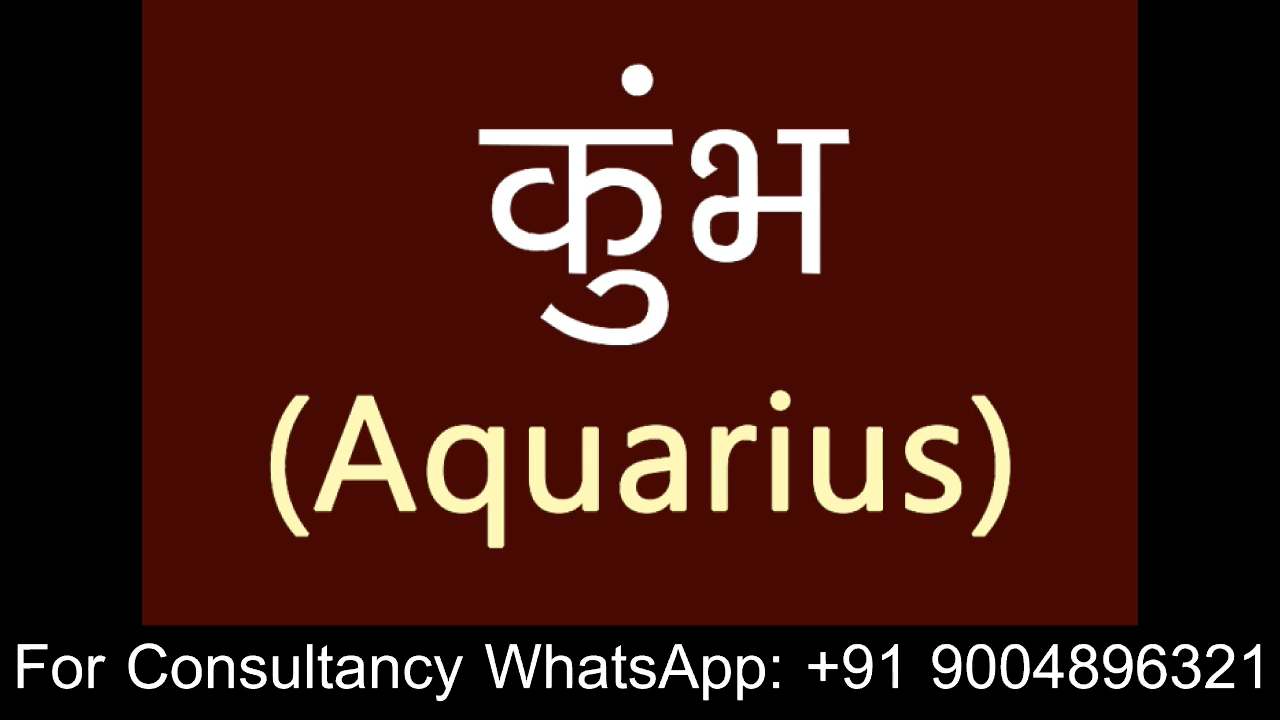 कुंभ
(Aquarius)
For Consultancy WhatsApp: +91 9004896321